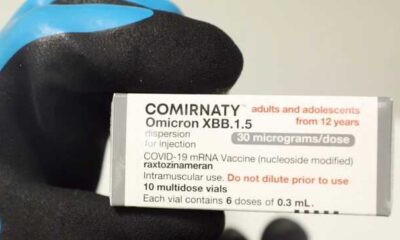 COMIRNATY adults and adolescents
Omicron XBB.1.5 from 12 years
dispersion 30 micrograms/dose
for injection
COVID-19 mRNA Vaccine (nucleoside modified)
raxtozinameran
Intramuscular use. Do not dilute prior to use
10 multidose vials
Each vial contains 6 doses of 0.3 mL.